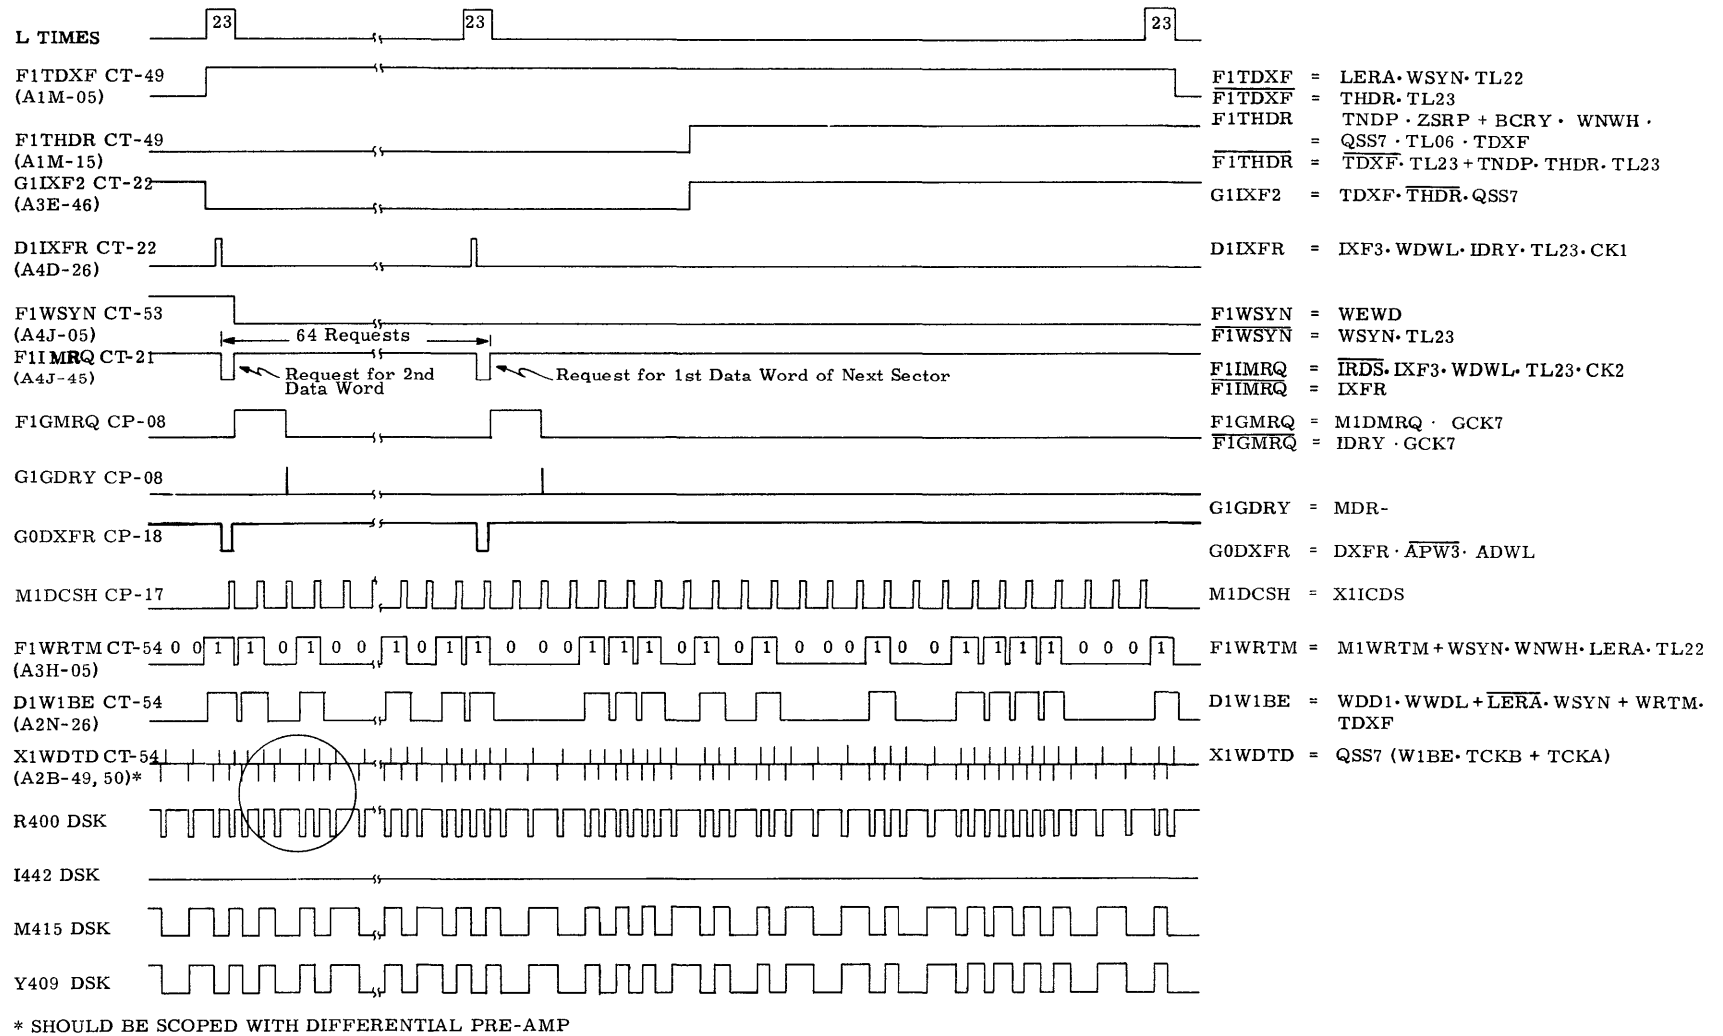 23 23 23
L TIMES
F1TDXF CT-49
(A1M-05)
F1TDXF = LERA·WSYN·TL22
F1TDXF = THDR·TL23
F1THDR CT-49
(A1M-15)
F1THDR TNDP · ZSRP + BCRY · WNWH ·
= QSS7 · TL06 · TDXF
F1THDR = TDXF·TL23+TNDP·THDR·TL23
G1IXF2 CT-22
(A3E-46)
G1IXF2 = TDXF·THDR·QSS7
D1IXFR CT-22
(A4D-26)
D1IXFR = IXF3·WDWL·IDRY·TL23·CK1
F1WSYN CT-53
(A4J-05)
F1WSYN = WEWD
F1WSYN = WSYN·TL23
64 Requests
F1IMRQ CT-21
(A4J-45)
Request for 2nd
Data Word
Request for 1st Data Word of Next Sector
F1IMRQ = IRDS·IXF3·WDWL·TL23·CK2
F1IMRQ = IXFR
F1GMRQ CP-08
F1GMRQ = M1DMRQ · GCK7
F1GMRQ = IDRY · GCK7
G1GDRY CP-08
G1GDRY = MDR-
G0DXFR CP-18
G0DXFR = DXFR · APW3 · ADWL
M1DCSH CP-17
M1DCSH = X1ICDS
F1WRTM CT-54 0 0 1 1 0 1 0 0 1 0 1 1 0 0 0 1 1 1 0 1 0 1 0 0 0 1 0 0 1 1 1 1 0 0 0 1
(A3H-05)
F1WRTM = M1WRTM+WSYN·WNWH·LERA·TL22
D1W1BE CT-54
(A2N-26)
D1W1BE = WDD1·WWDL+LERA·WSYN + WRTM·
TDXF
X1WDTD CT-54
(A2B-49, 50)*
X1WDTD = QSS7 (W1BE·TCKB + TCKA)
R400 DSK
I442 DSK
M415 DSK
Y409 DSK
* SHOULD BE SCOPED WITH DIFFERENTIAL PRE-AMP